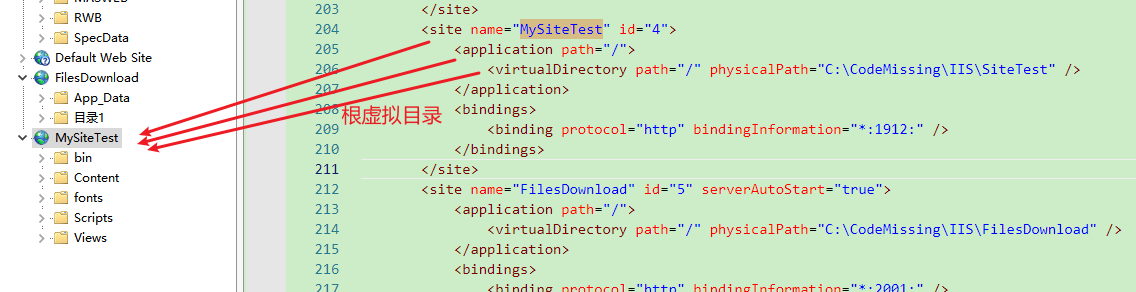 MASWEB
RWB
SpecData
Default Web Site
FilesDownload
App_Data
目录1
MySiteTest
bin
Content
fonts
Scripts
Views
203 </site>
204 <site name="MySiteTest" id="4">
205 <application path="/">
206 <virtualDirectory path="/" physicalPath="C:\CodeMissing\IIS\SiteTest" />
207 </application>
208 <bindings>
根虚拟目录
209 <binding protocol="http" bindingInformation="*:1912:" />
210 </bindings>
211 </site>
212 <site name="FilesDownload" id="5" serverAutoStart="true">
213 <application path="/">
214 <virtualDirectory path="/" physicalPath="C:\CodeMissing\IIS\FilesDownload" />
215 </application>
216 <bindings>
217 <binding protocol="http" bindingInformation="*:2001:" />